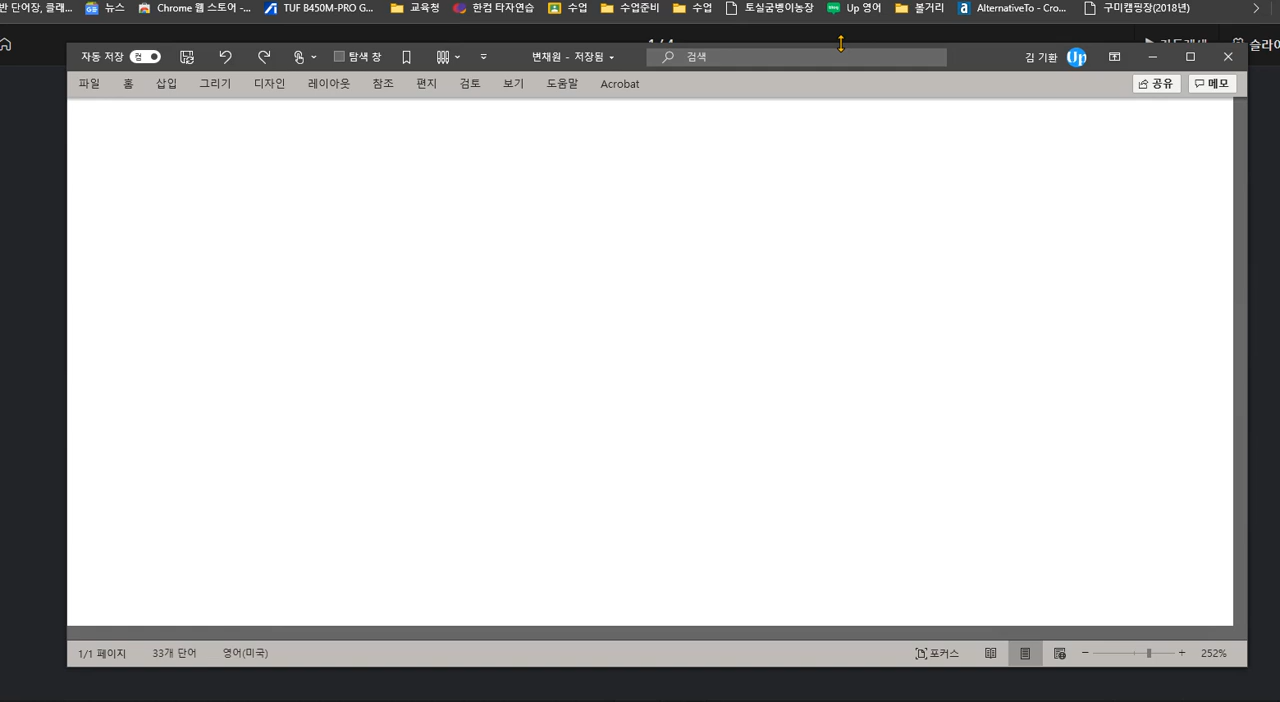 반 단어장, 클래... 뉴스 Chrome 웹 스토어 -... TUF B450M-PRO G... 교육청 한컴 타자연습 수업 수업준비 수업 토실굼벵이농장 Up 영어 볼거리 AlternativeTo - Cro... 구미캠핑장(2018년)
슬라이
자동 저장 컴 탐색 창 변재원 - 저장됨 검색 김 기환 Up
파일 홈 삽입 그리기 디자인 레이아웃 참조 편지 검토 보기 도움말 Acrobat 공유 메모
1/1 페이지 33개 단어 영어(미국) 포커스 252%